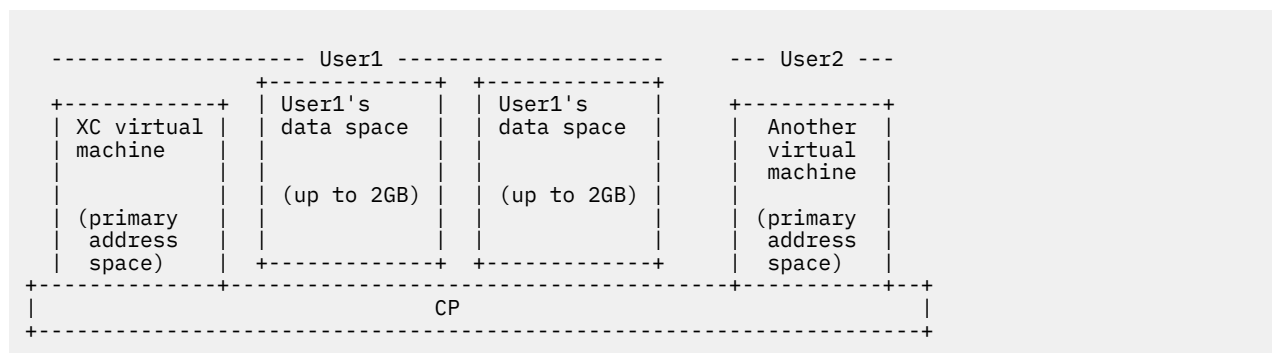 -------------------- User1 --------------------- --- User2 ---
+-------------+ +-------------+
+------------+ | User1's | | User1's | +-----------+
| XC virtual | | data space | | data space | | Another |
| machine | | | | | | virtual |
| | | | | | | machine |
| | | (up to 2GB) | | (up to 2GB) | | |
| (primary | | | | | | (primary |
| address | | | | | | address |
| space) | +-------------+ +-------------+ | space) |
+--------------+----------------------------------------+-----------+--+
| CP |
+----------------------------------------------------------------------+